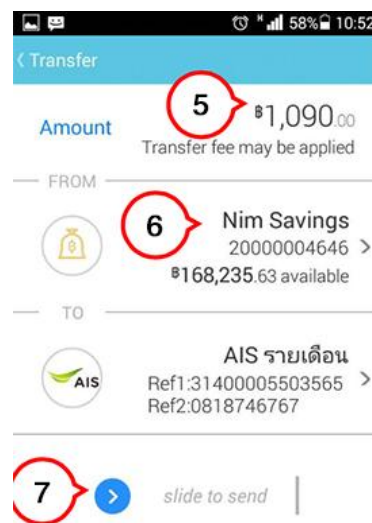 58% 10:52
Transfer
5
Amount
฿1,090.00
Transfer fee may be applied
FROM
6
Nim Savings
20000004646
฿168,235.63 available
TO
AIS
AIS รายเดือน
Ref1:31400005503565
Ref2:0818746767
7
slide to send